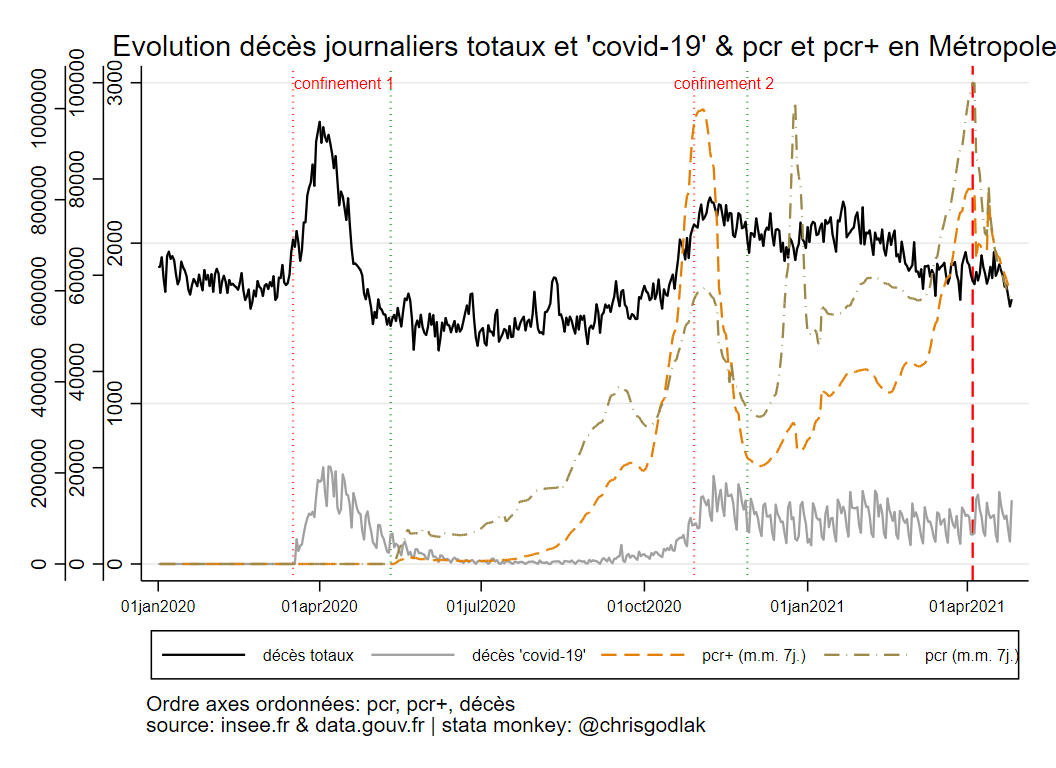 Evolution décès journaliers totaux et 'covid-19' & pcr et pcr+ en Métropole
confinement 1
confinement 2
0
200000
400000
600000
800000
1000000
0
20000
40000
60000
80000
100000
0
1000
2000
3000
01jan2020
01apr2020
01jul2020
01oct2020
01jan2021
01apr2021
décès totaux
décès 'covid-19'
pcr+ (m.m. 7j.)
pcr (m.m. 7j.)
Ordre axes ordonnées: pcr, pcr+, décès
source: insee.fr & data.gouv.fr | stata monkey: @chrisgodlak